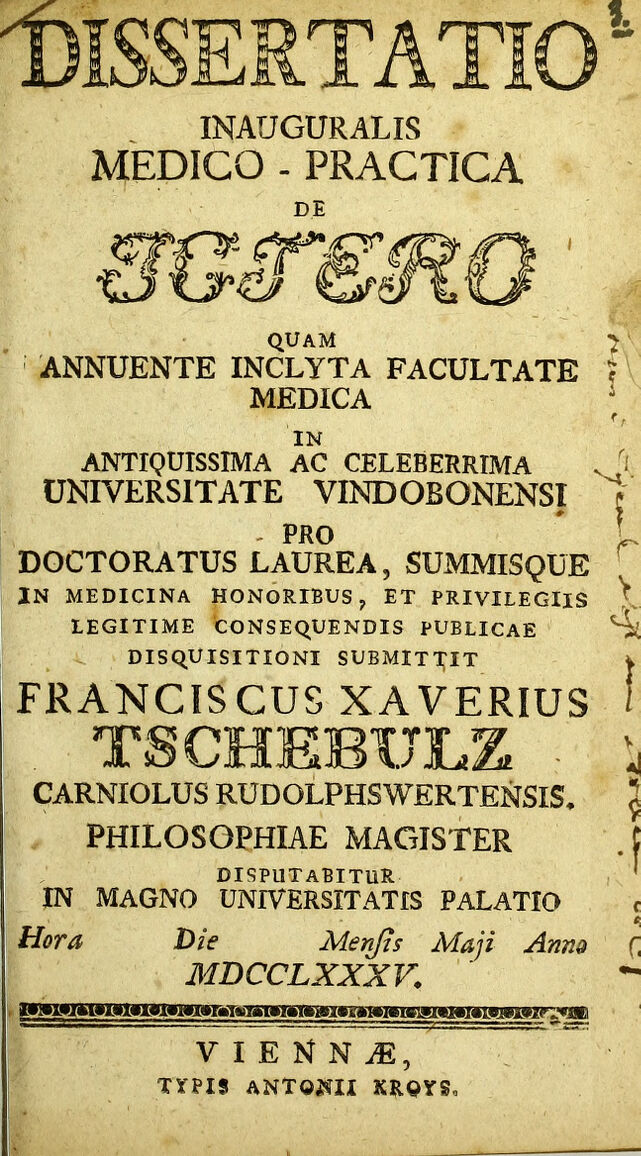 DISSERTATIO
INAUGURALIS
MEDICO - PRACTICA
DE
ICTERO
QUAM
ANNUENTE INCLYTA FACULTATE
MEDICA
IN
ANTIQUISSIMA AC CELEBERRIMA
UNIVERSITATE VINDOBONENSI
PRO
DOCTORATUS LAUREA, SUMMISQUE
IN MEDICINA HONORIBUS, ET PRIVILEGIIS
LEGITIME CONSEQUENDIS PUBLICAE
DISQUISITIONI SUBMITTIT
FRANCISCUS XAVERIUS
TSCHEBULZ
CARNIOLUS RUDOLPHSWERTENSIS.
PHILOSOPHIAE MAGISTER
DISPUTABITUR
IN MAGNO UNIVERSITATIS PALATIO
Hora Die Menſis Maji Anno
MDCCLXXXV.
VIENNÆ,
TYPIS ANTONII KROYS.